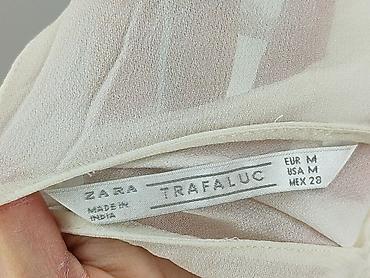 ZARA
MADE IN
INDIA
TRAFALUC
EUR M
USA M
MEX 28